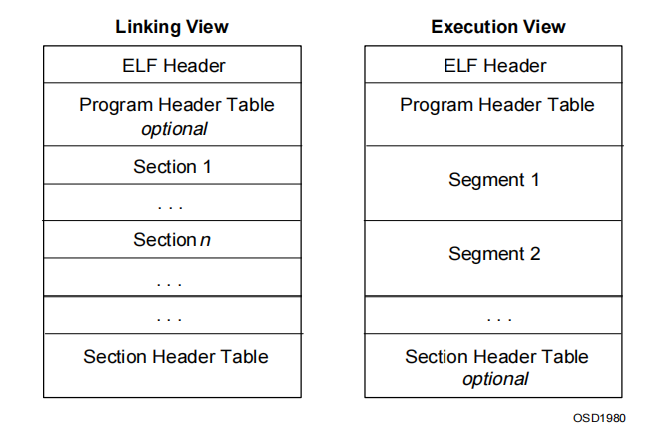 Linking View
ELF Header
Program Header Table
optional
Section 1
. . .
Section n
. . .
. . .
Section Header Table
Execution View
ELF Header
Program Header Table
Segment 1
Segment 2
. . .
Section Header Table
optional
OSD1980